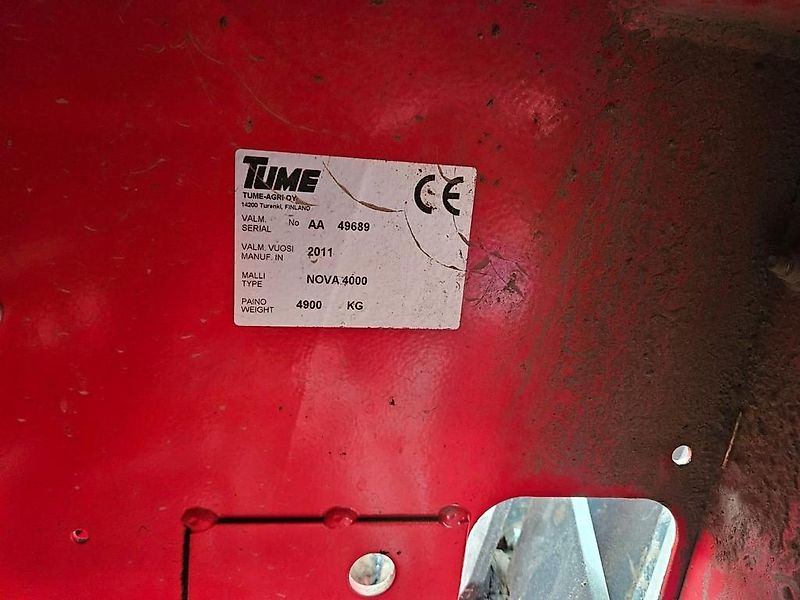 TUME
TUME-AGRI OY
14200 Turenki, FINLAND
CE
VALM. No AA 49689
SERIAL
VALM. VUOSI 2011
MANUF. IN
MALLI NOVA 4000
TYPE
PAINO 4900 KG
WEIGHT